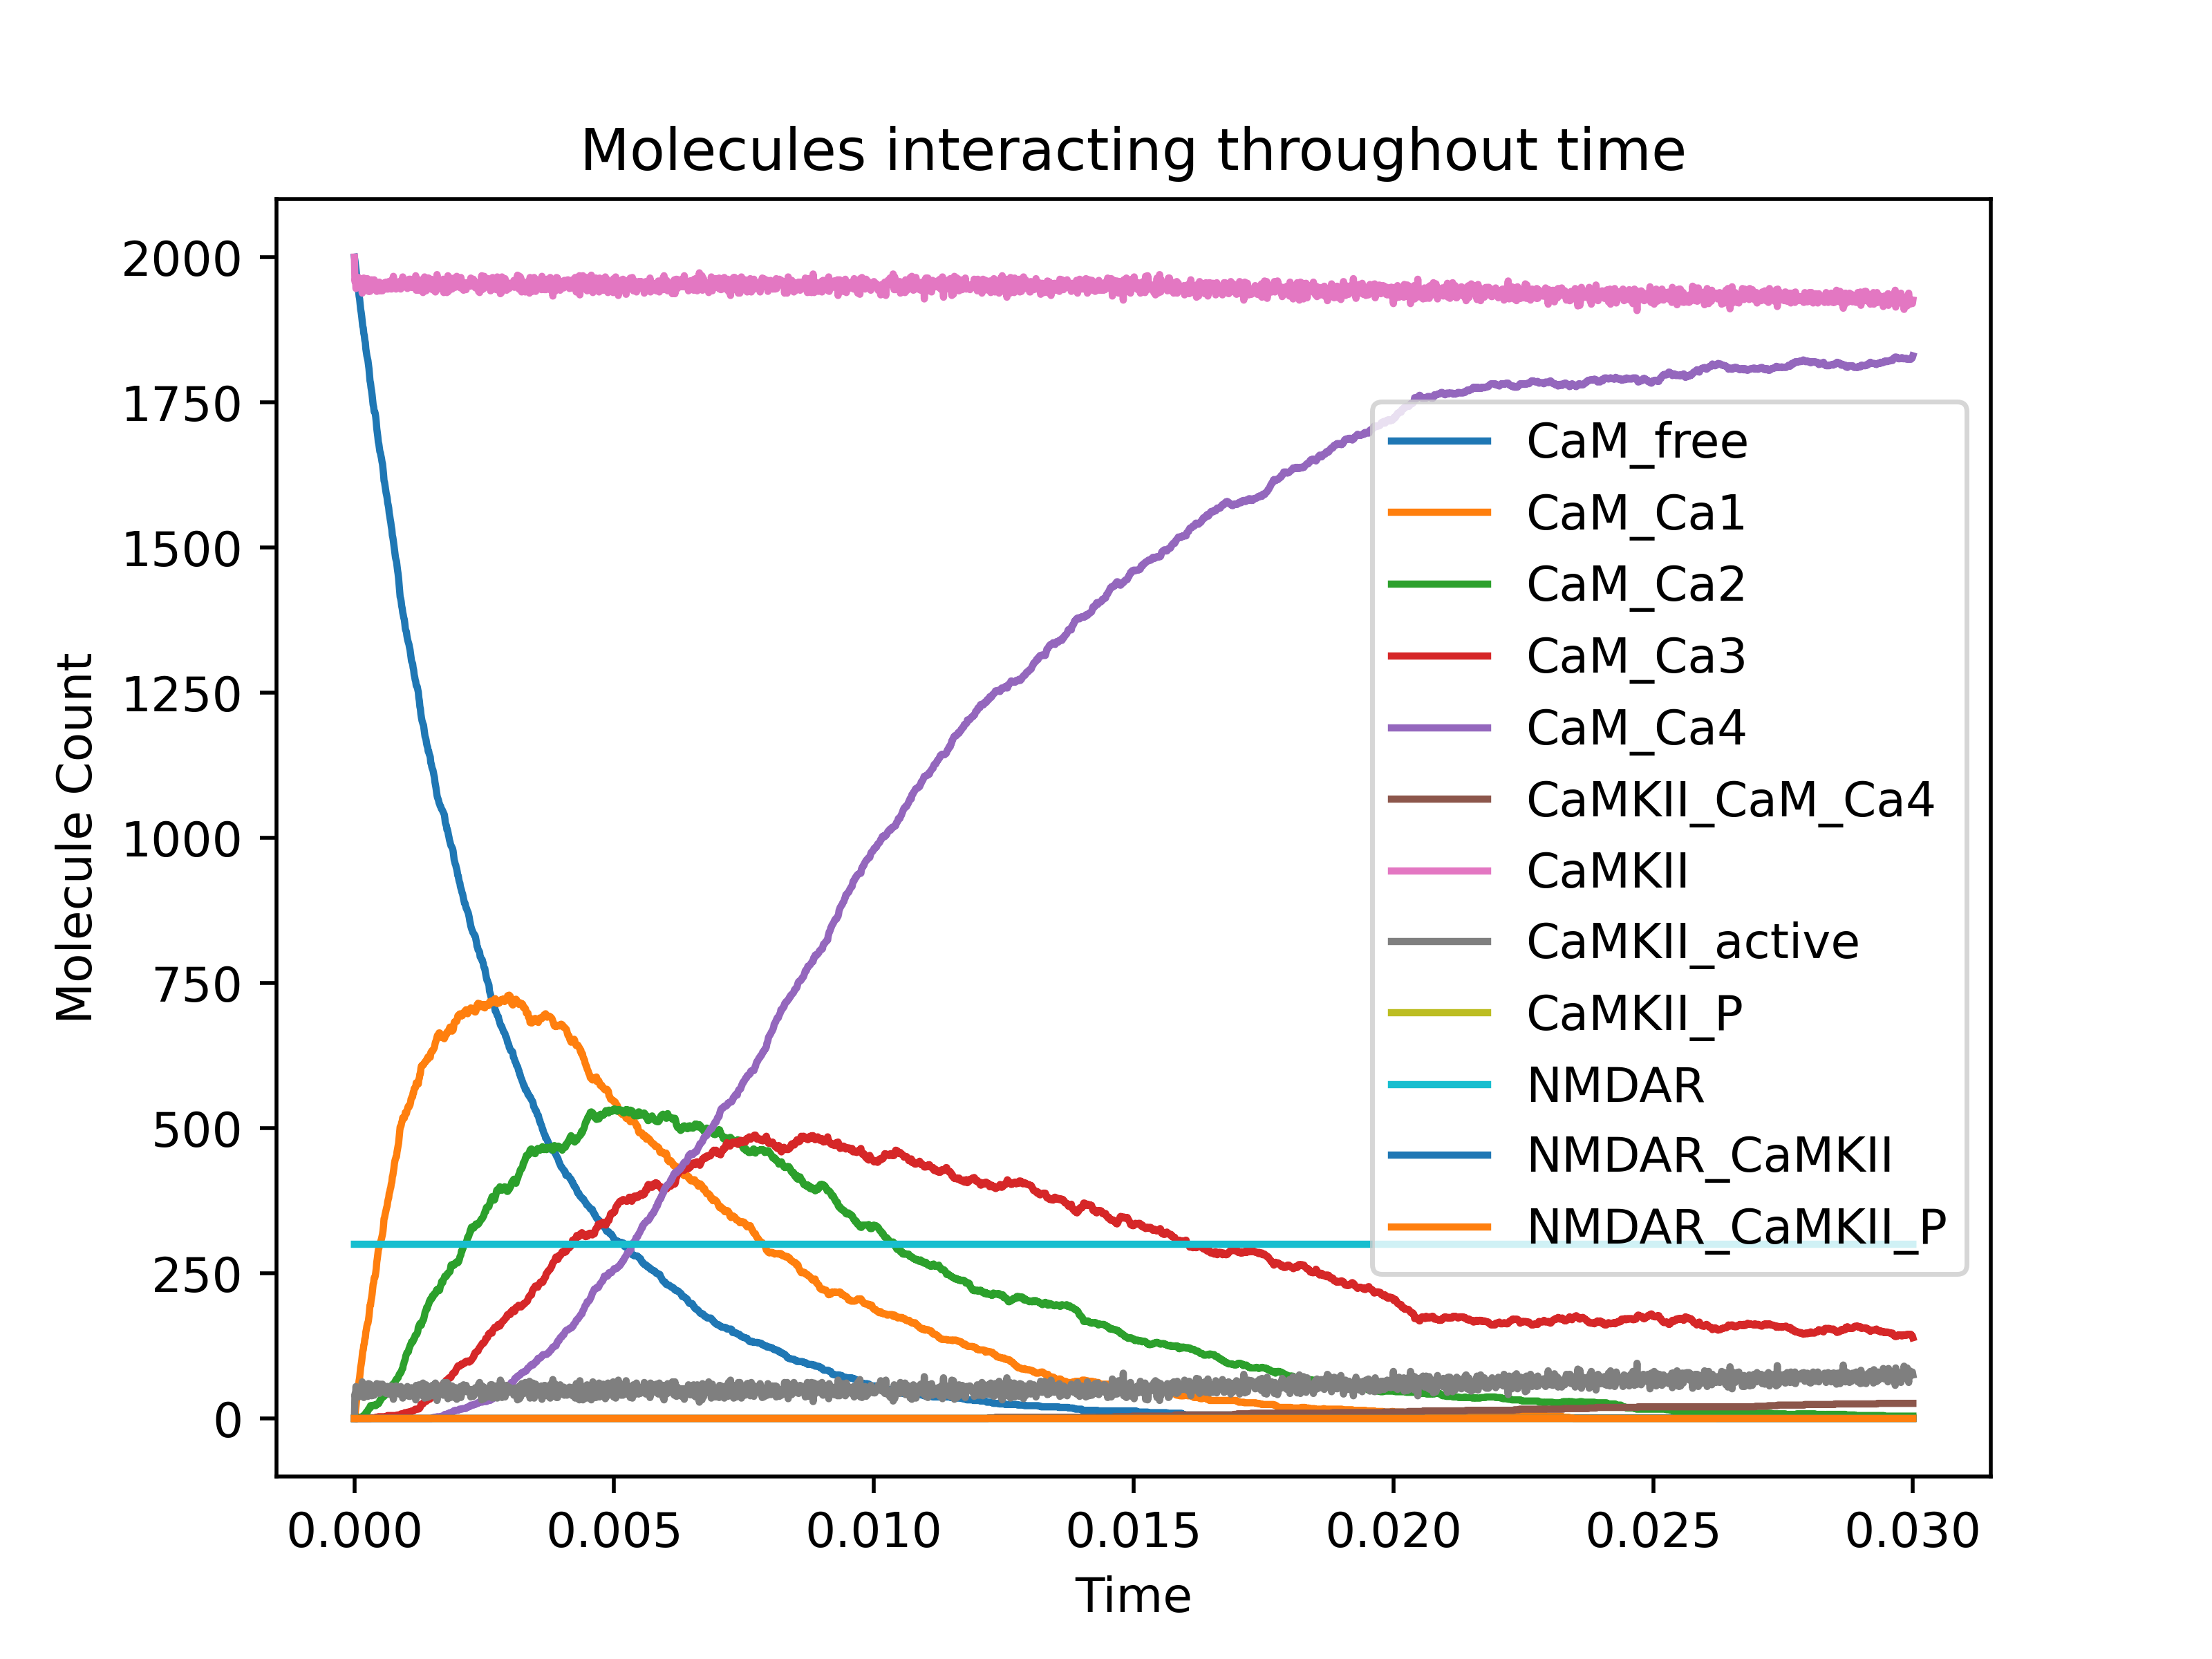 Molecules interacting throughout time
Molecule Count
2000
1750
1500
1250
1000
750
500
250
0
CaM_free
CaM_Ca1
CaM_Ca2
CaM_Ca3
CaM_Ca4
CaMKII_CaM_Ca4
CaMKII
CaMKII_active
CaMKII_P
NMDAR
NMDAR_CaMKII
NMDAR_CaMKII_P
0.000 0.005 0.010 0.015 0.020 0.025 0.030
Time